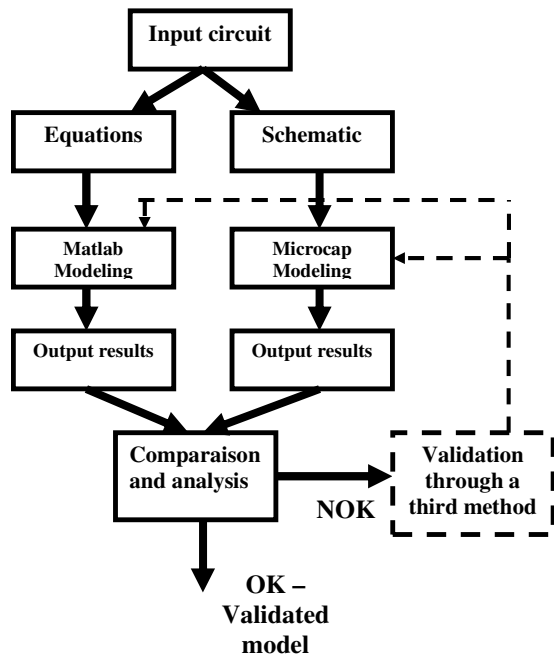 Input circuit
Equations
Schematic
Matlab
Modeling
Microcap
Modeling
Output results
Output results
Comparaison
and analysis
NOK
Validation
through a
third method
OK –
Validated
model